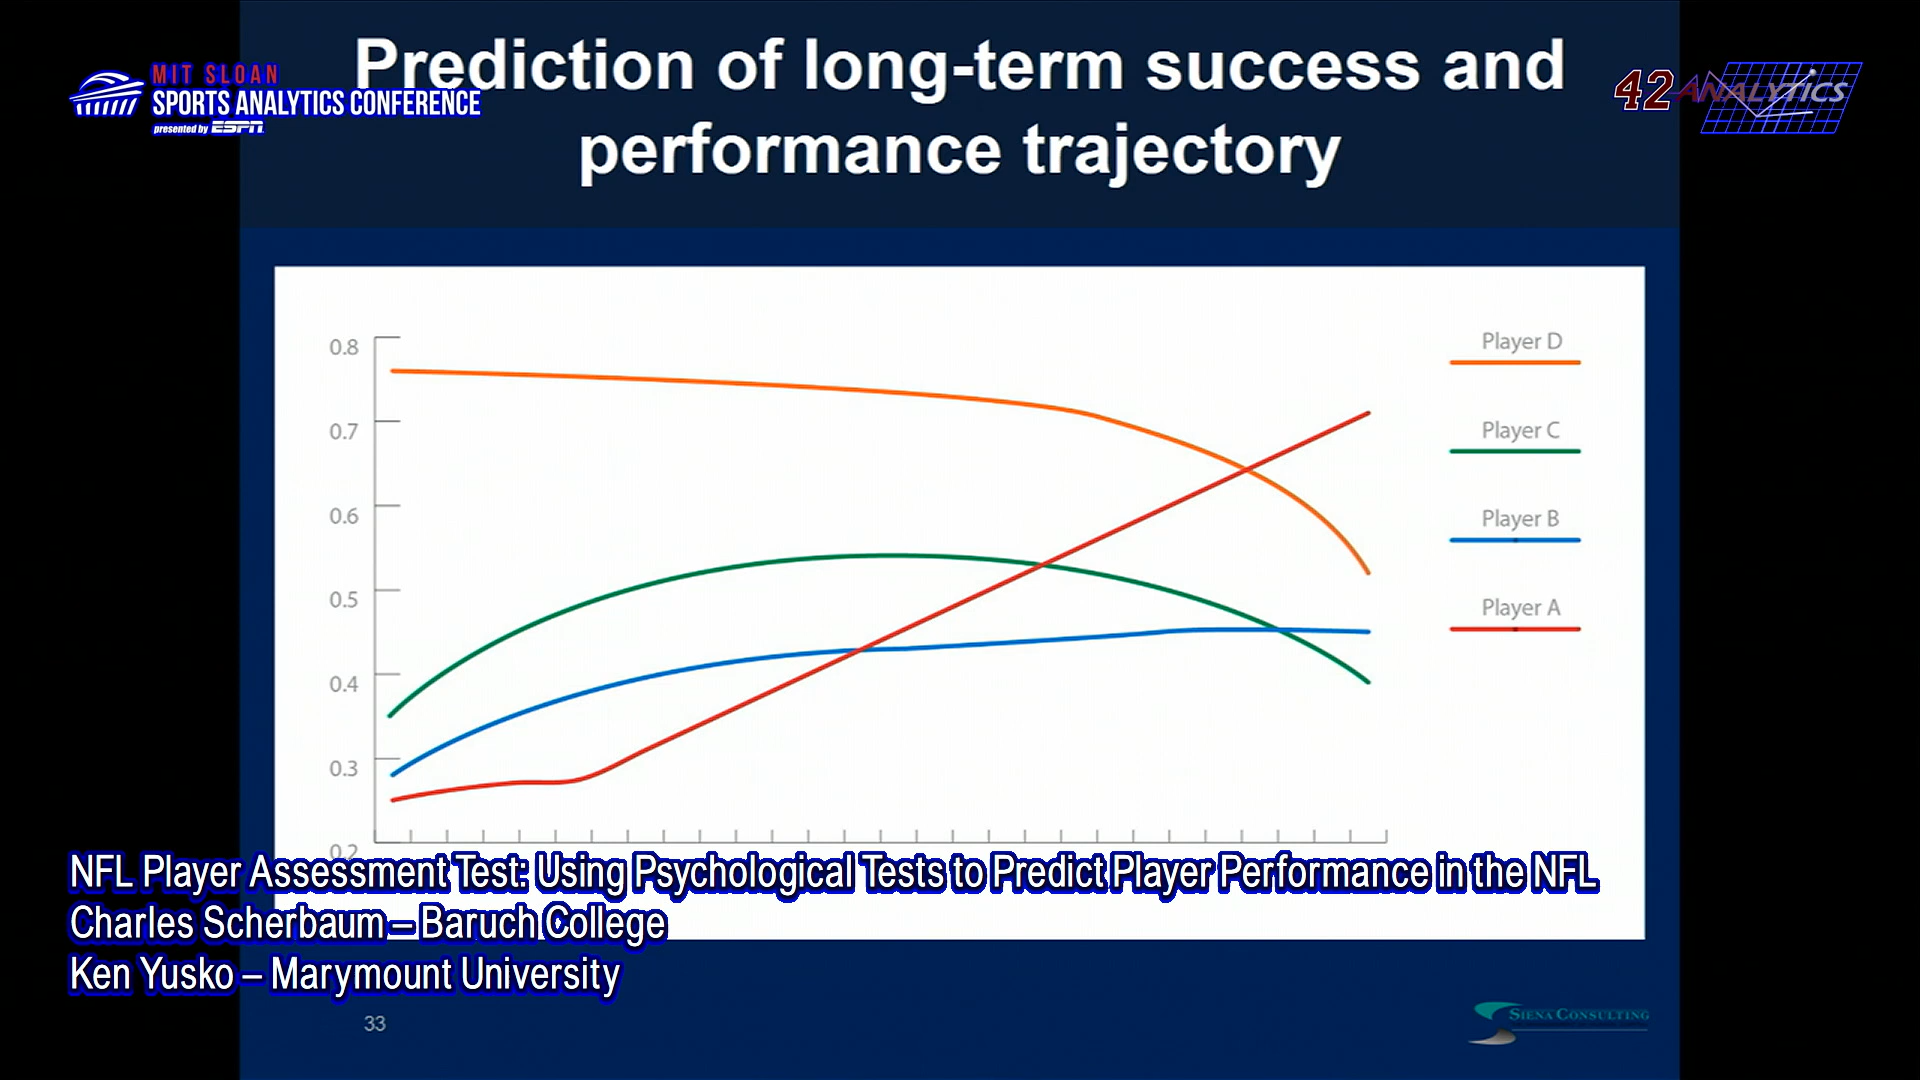 Prediction of long-term success and
performance trajectory
MIT SLOAN
SPORTS ANALYTICS CONFERENCE
presented by ESPN
42 ANALYTICS
0.8
0.7
0.6
0.5
0.4
0.3
0.2
Player D
Player C
Player B
Player A
NFL Player Assessment Test: Using Psychological Tests to Predict Player Performance in the NFL
Charles Scherbaum – Baruch College
Ken Yusko – Marymount University
33
SIENA CONSULTING